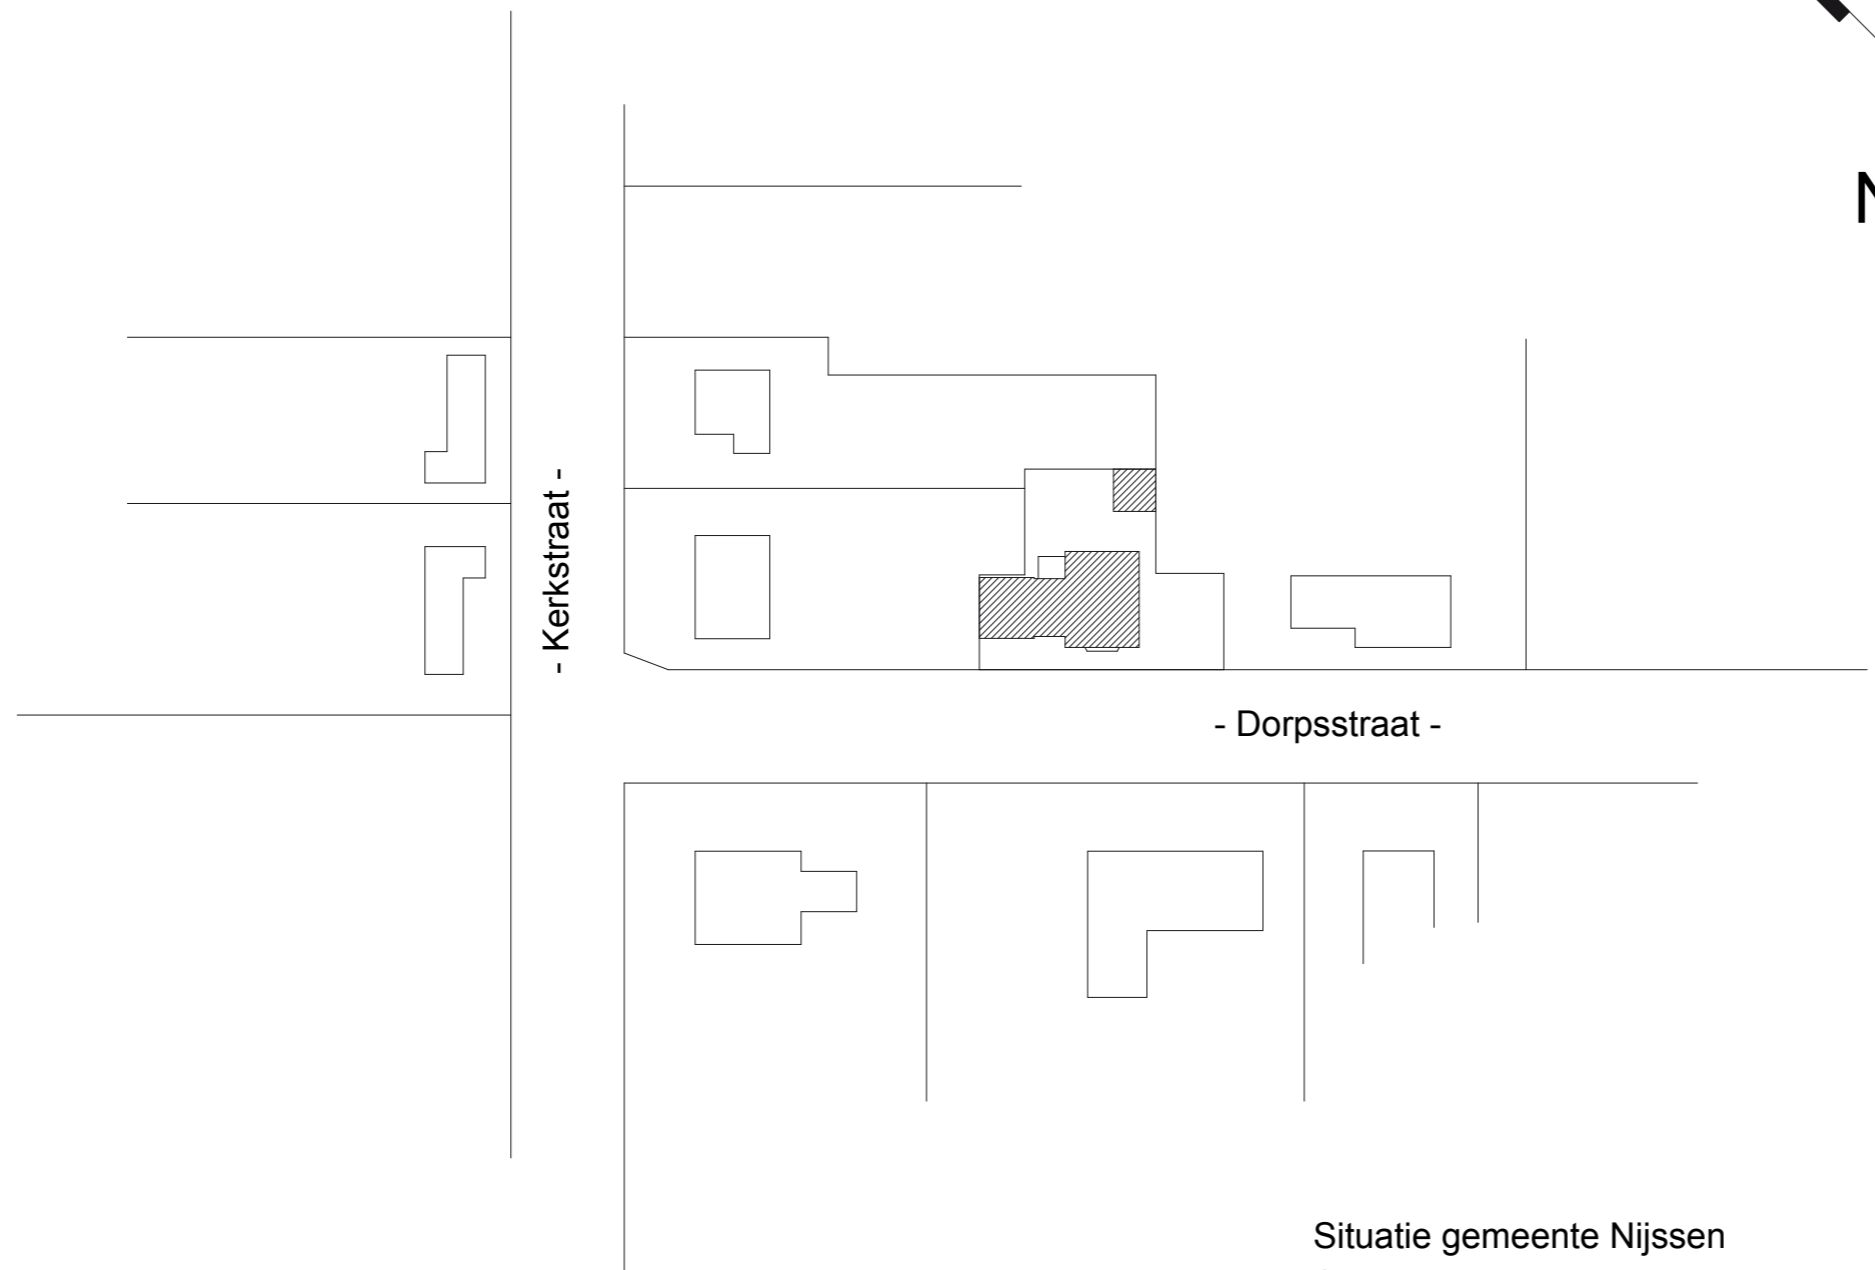 - Kerkstraat -
- Dorpsstraat -
Situatie gemeente Nijssen